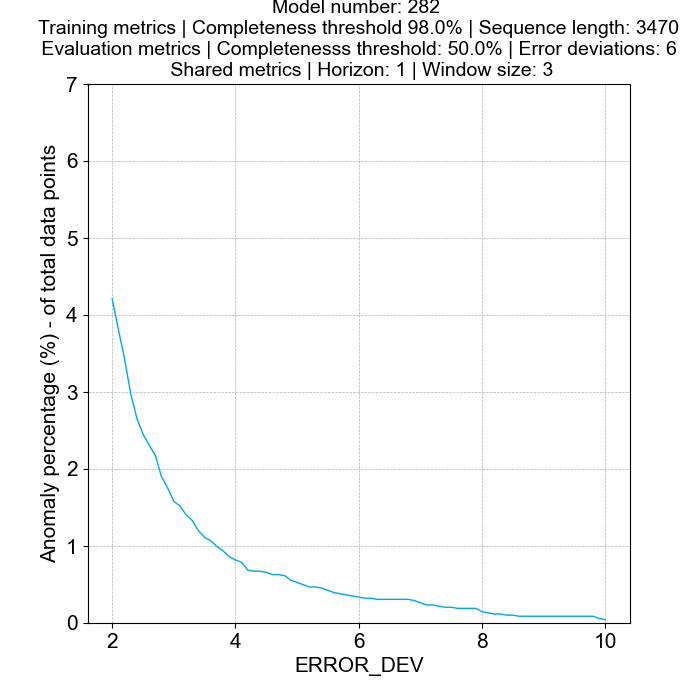 Model number: 282
Training metrics | Completeness threshold 98.0% | Sequence length: 3470
Evaluation metrics | Completenesss threshold: 50.0% | Error deviations: 6
Shared metrics | Horizon: 1 | Window size: 3
7
6
5
4
3
2
1
0
Anomaly percentage (%) - of total data points
2 4 6 8 10
ERROR_DEV